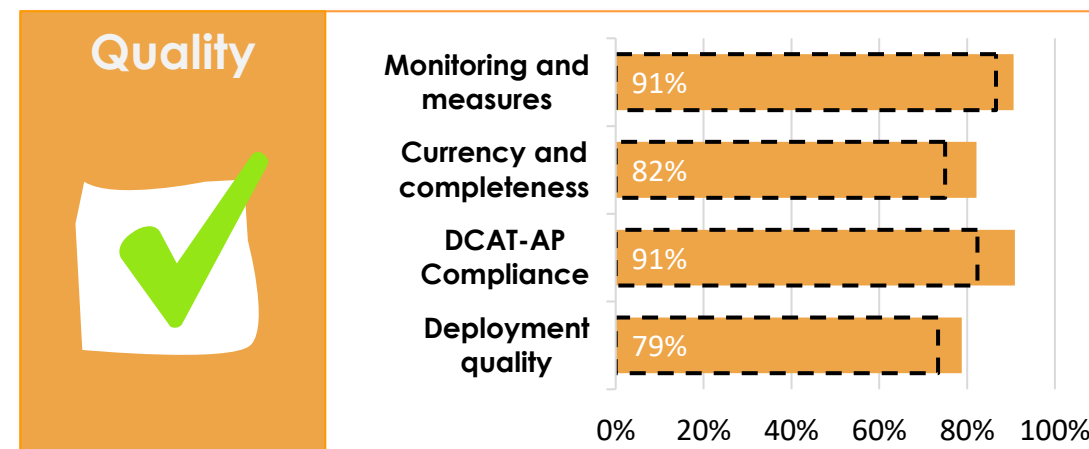 Quality
Monitoring and
measures
91%
Currency and
completeness
82%
DCAT-AP
Compliance
91%
Deployment
quality
79%
0% 20% 40% 60% 80% 100%